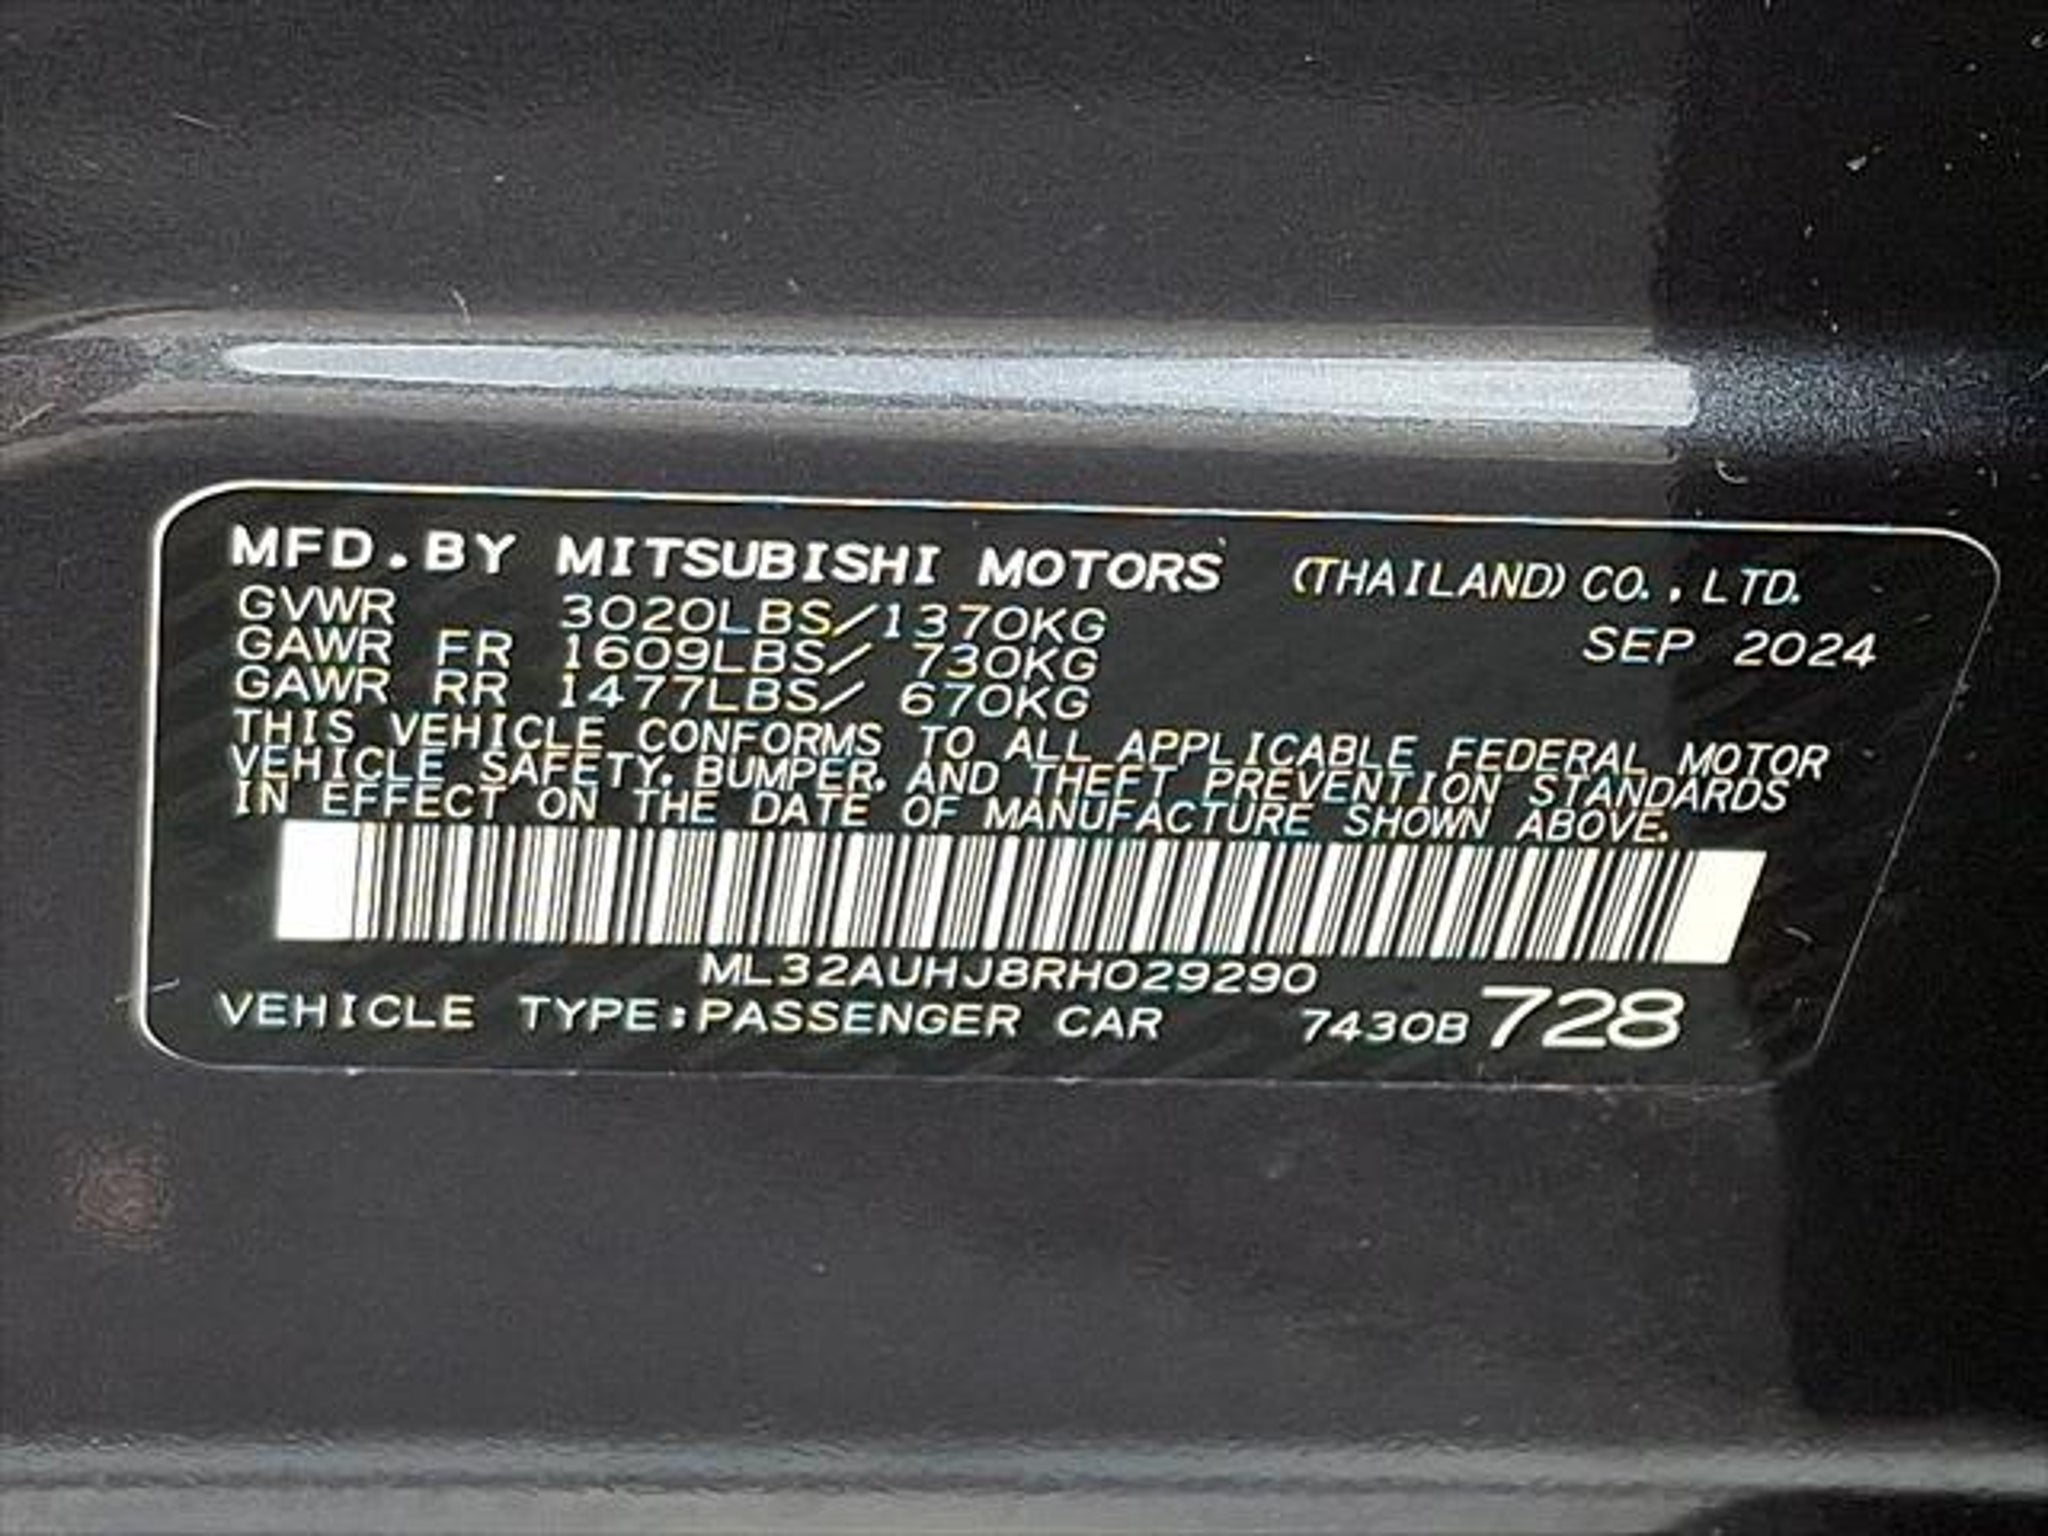 MFD.BY MITSUBISHI MOTORS (THAILAND) CO.,LTD.
GVWR 3020LBS/1370KG SEP 2024
GAWR FR 1609LBS/ 730KG
GAWR RR 1477LBS/ 670KG
THIS VEHICLE CONFORMS TO ALL APPLICABLE FEDERAL MOTOR
VEHICLE SAFETY, BUMPER, AND THEFT PREVENTION STANDARDS
IN EFFECT ON THE DATE OF MANUFACTURE SHOWN ABOVE.
ML32AUHJ8RH029290
VEHICLE TYPE:PASSENGER CAR 7430B 728